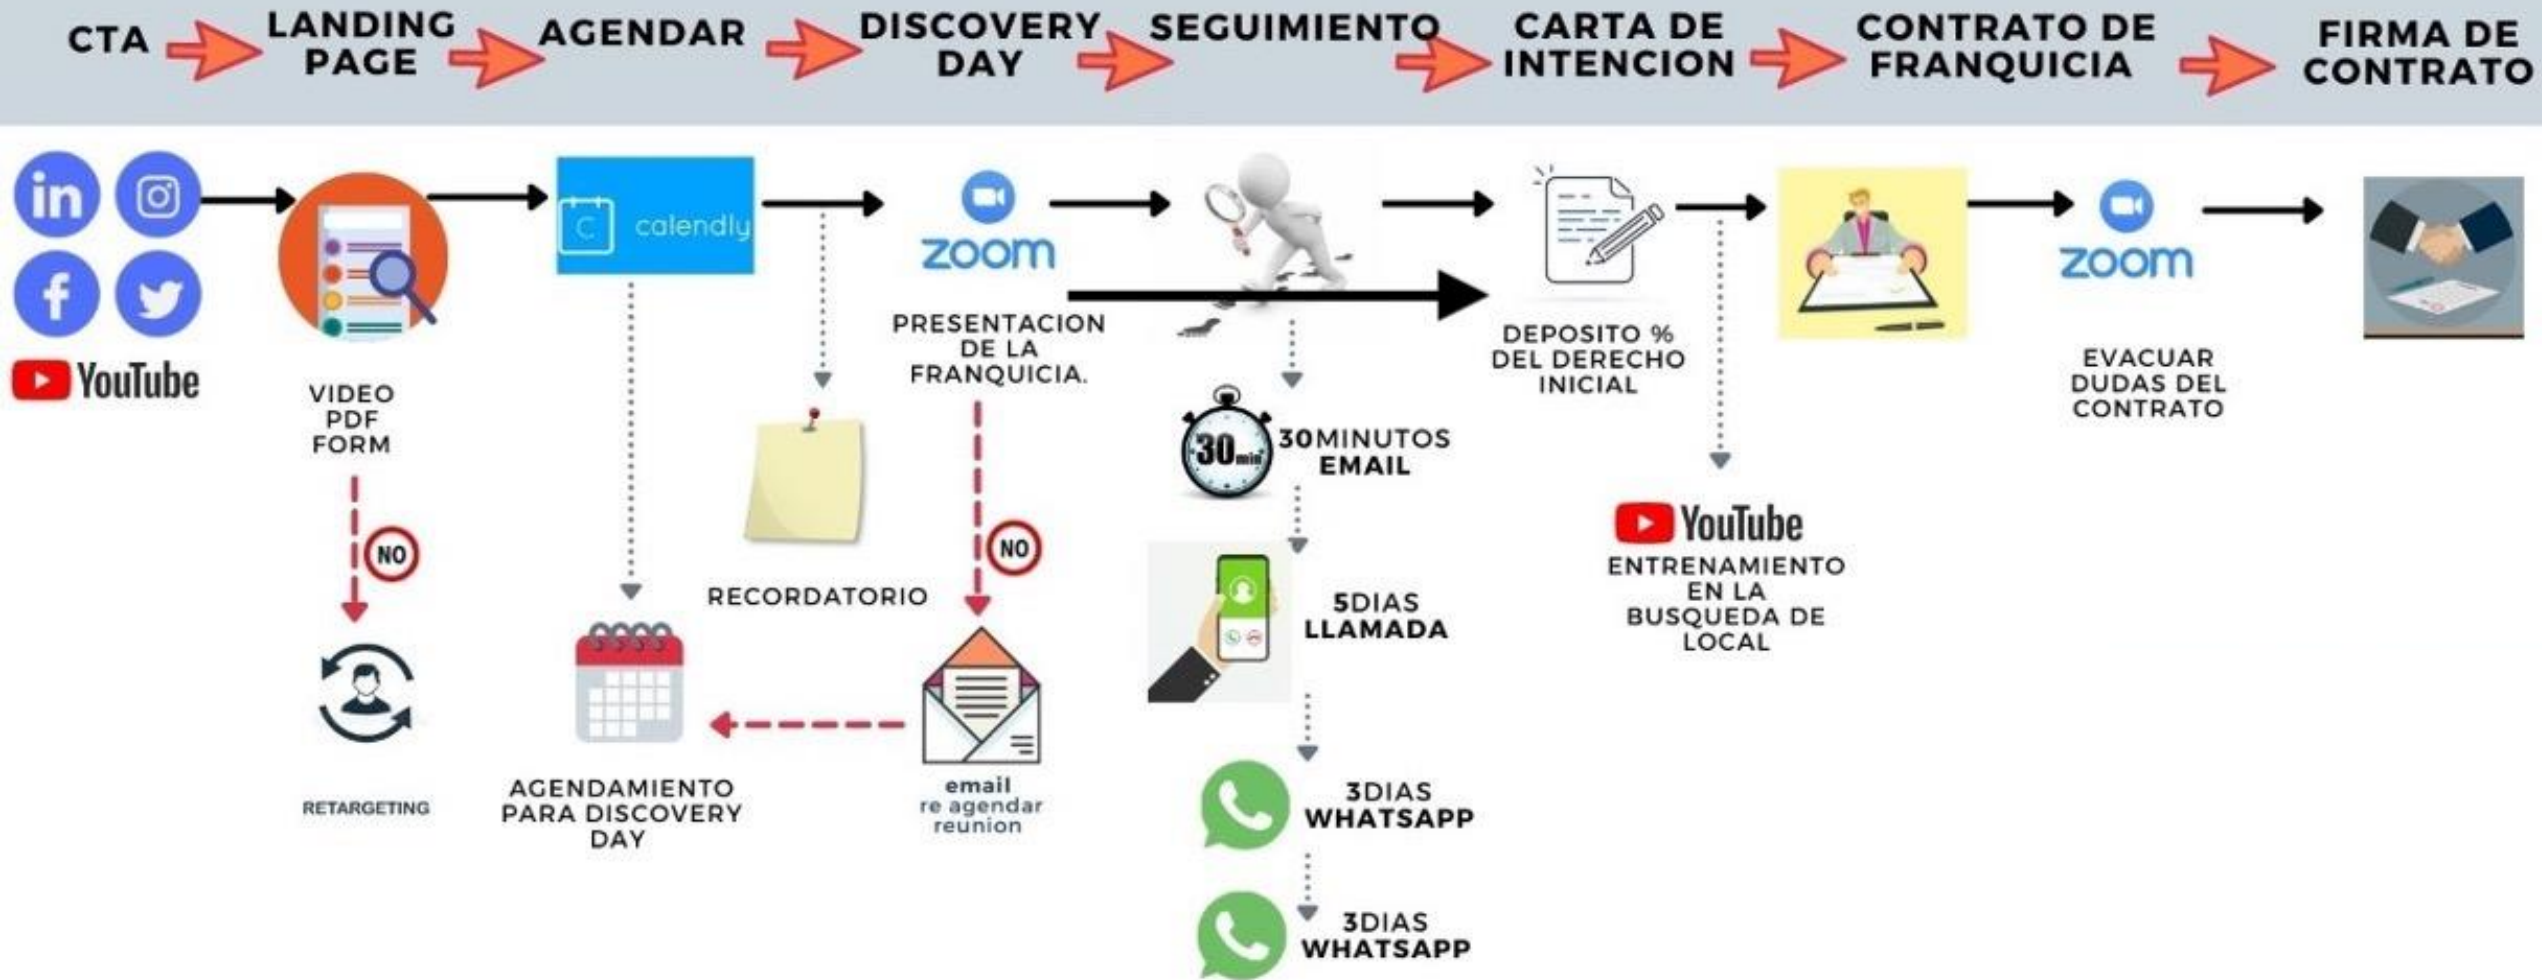 CTA
LANDING
PAGE
AGENDAR
DISCOVERY
DAY
SEGUIMIENTO
CARTA DE
INTENCION
CONTRATO DE
FRANQUICIA
FIRMA DE
CONTRATO
in
f
YouTube
VIDEO
PDF
FORM
NO
RETARGETING
C calendly
AGENDAMIENTO
PARA DISCOVERY
DAY
RECORDATORIO
zoom
PRESENTACION
DE LA
FRANQUICIA.
NO
email
re agendar
reunion
30 min
30MINUTOS
EMAIL
5DIAS
LLAMADA
3DIAS
WHATSAPP
3DIAS
WHATSAPP
DEPOSITO %
DEL DERECHO
INICIAL
YouTube
ENTRENAMIENTO
EN LA
BUSQUEDA DE
LOCAL
zoom
EVACUAR
DUDAS DEL
CONTRATO